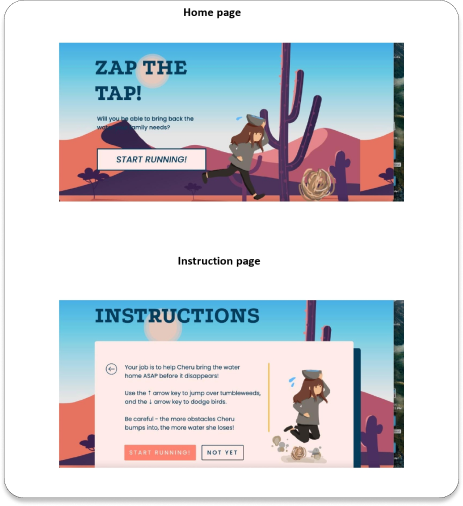 Home page
ZAP THE
TAP!
Will you be able to bring back the
family needs?
START RUNNING!
Instruction page
INSTRUCTIONS
Your job is to help Cheru bring the water
home ASAP before it disappears!
Use the ↑ arrow key to jump over tumbleweeds,
and the ↓ arrow key to dodge birds.
Be careful - the more obstacles Cheru
bumps into, the more water she loses!
START RUNNING!
NOT YET